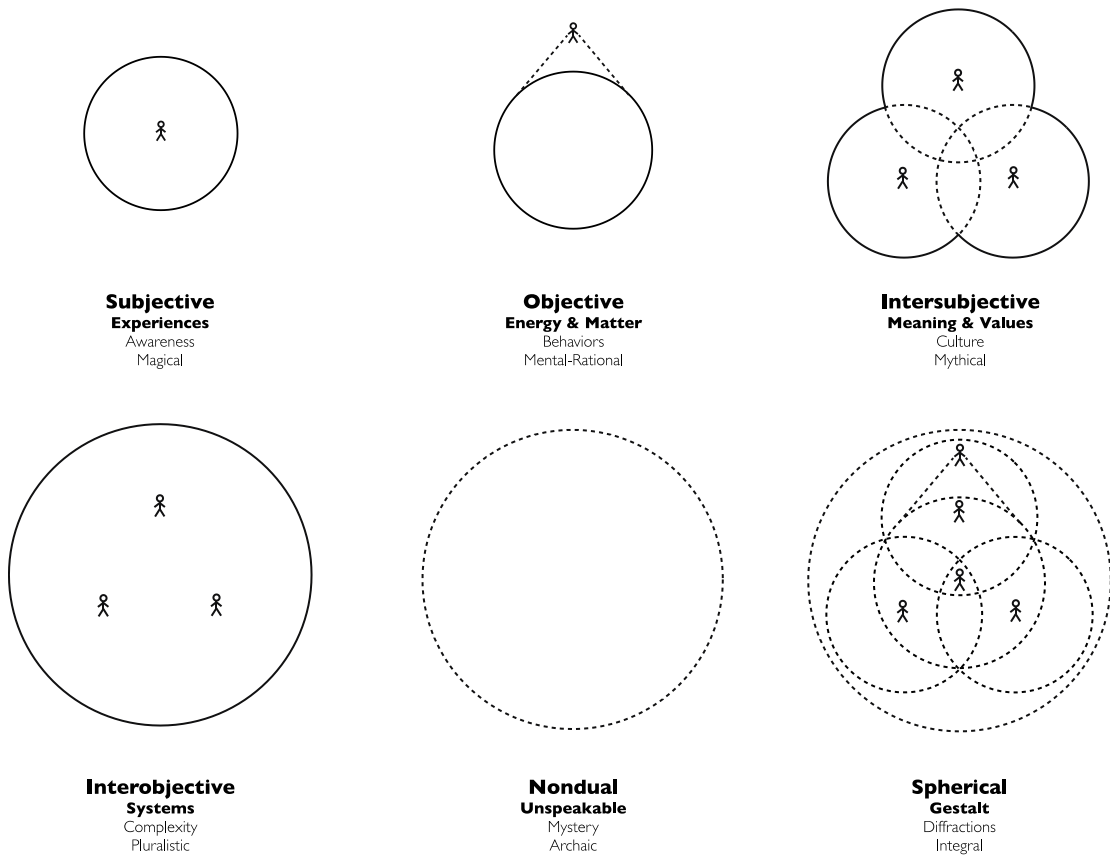 Subjective
Experiences
Awareness
Magical
Objective
Energy & Matter
Behaviors
Mental-Rational
Intersubjective
Meaning & Values
Culture
Mythical
Interobjective
Systems
Complexity
Pluralistic
Nondual
Unspeakable
Mystery
Archaic
Spherical
Gestalt
Diffractions
Integral